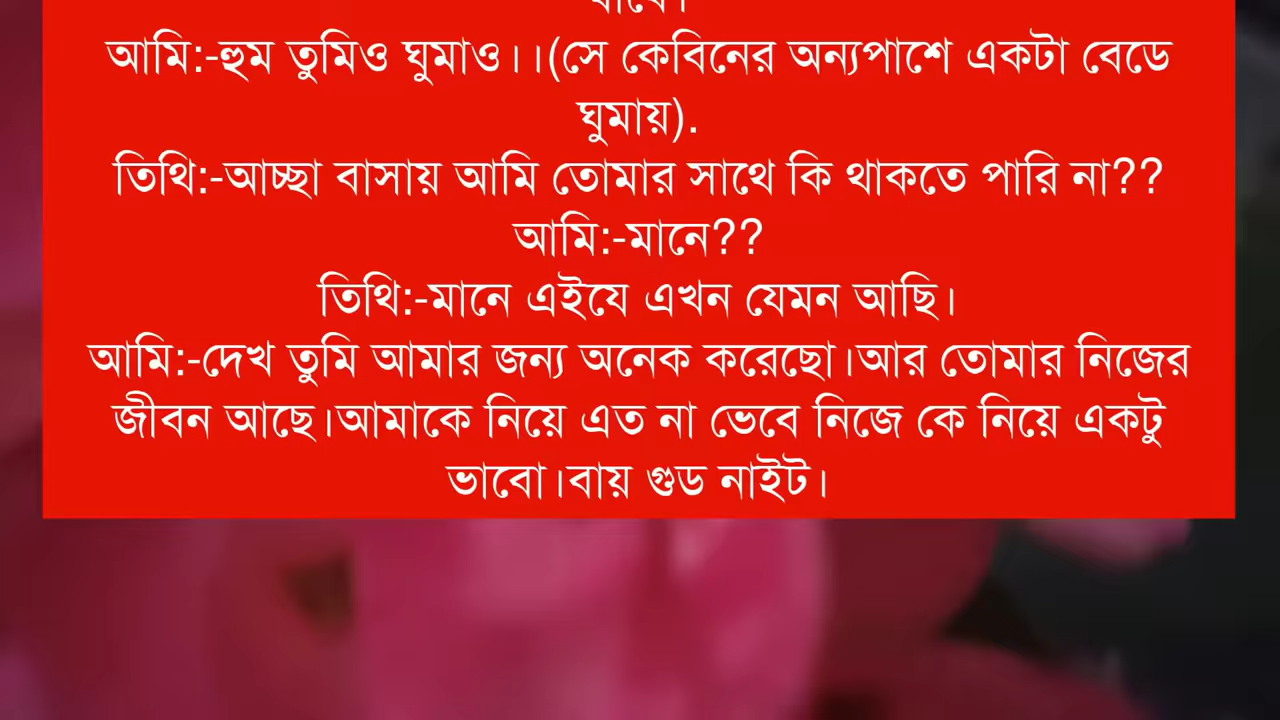 আমি:-হুম তুমিও ঘুমাও।।(সে কেবিনের অন্যপাশে একটা বেডে
ঘুমায়).
তিথি:-আচ্ছা বাসায় আমি তোমার সাথে কি থাকতে পারি না??
আমি:-মানে??
তিথি:-মানে এইযে এখন যেমন আছি।
আমি:-দেখ তুমি আমার জন্য অনেক করেছো।আর তোমার নিজের
জীবন আছে।আমাকে নিয়ে এত না ভেবে নিজে কে নিয়ে একটু
ভাবো।বায় গুড নাইট।